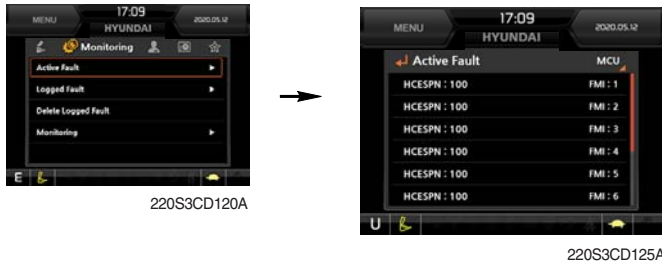 MENU
17:09
2020.05.12
HYUNDAI
Monitoring
Active Fault
Logged Fault
Delete Logged Fault
Monitoring
E
220S3CD120A
MENU
17:09
2020.05.12
HYUNDAI
Active Fault MCU
HCESPN : 100 FMI : 1
HCESPN : 100 FMI : 2
HCESPN : 100 FMI : 3
HCESPN : 100 FMI : 4
HCESPN : 100 FMI : 5
HCESPN : 100 FMI : 6
U
220S3CD125A